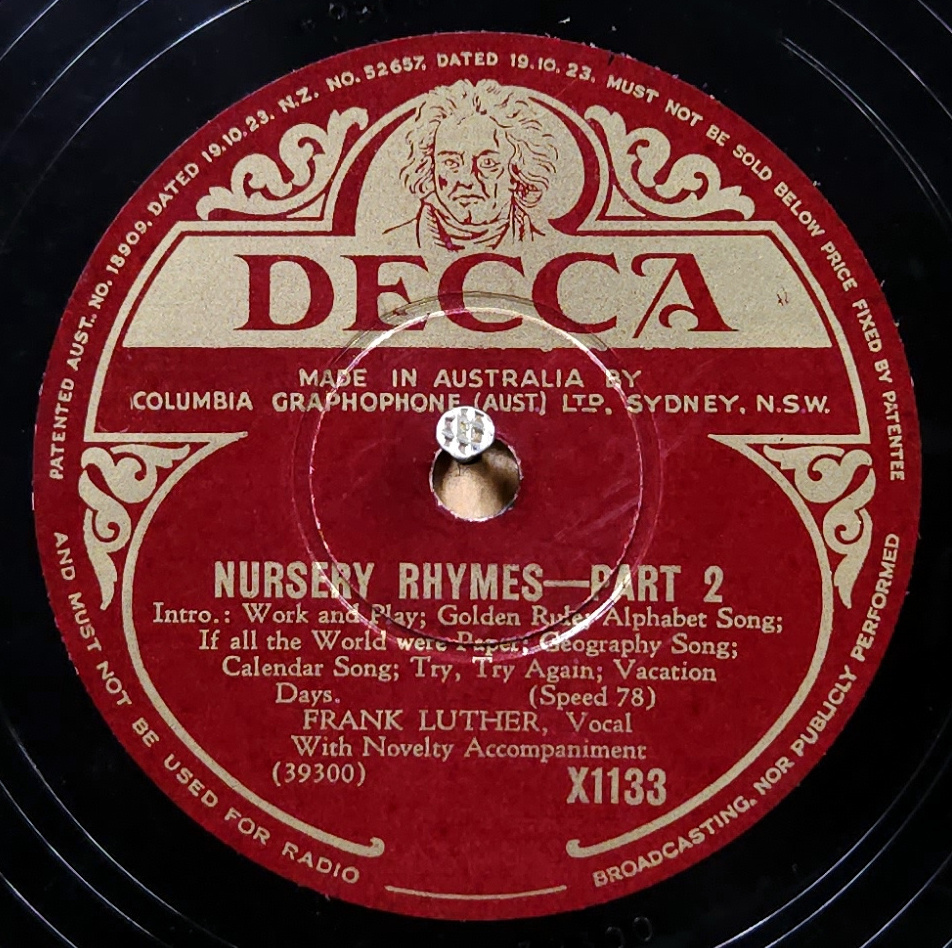 PATENTED AUST. NO. 18909. DATED 19.10.23. N.Z. NO. 52657, DATED 19.10.23. MUST NOT BE SOLD BELOW PRICE FIXED BY PATENTEE
DECCA
MADE IN AUSTRALIA BY
COLUMBIA GRAPHOPHONE (AUST) LTD, SYDNEY, N.S.W.
NURSERY RHYMES—PART 2
Intro.: Work and Play; Golden Rule; Alphabet Song;
If all the World were Paper; Geography Song;
Calendar Song; Try, Try Again; Vacation
Days. (Speed 78)
FRANK LUTHER, Vocal
With Novelty Accompaniment
(39300) X1133
AND MUST NOT BE USED FOR RADIO BROADCASTING, NOR PUBLICLY PERFORMED